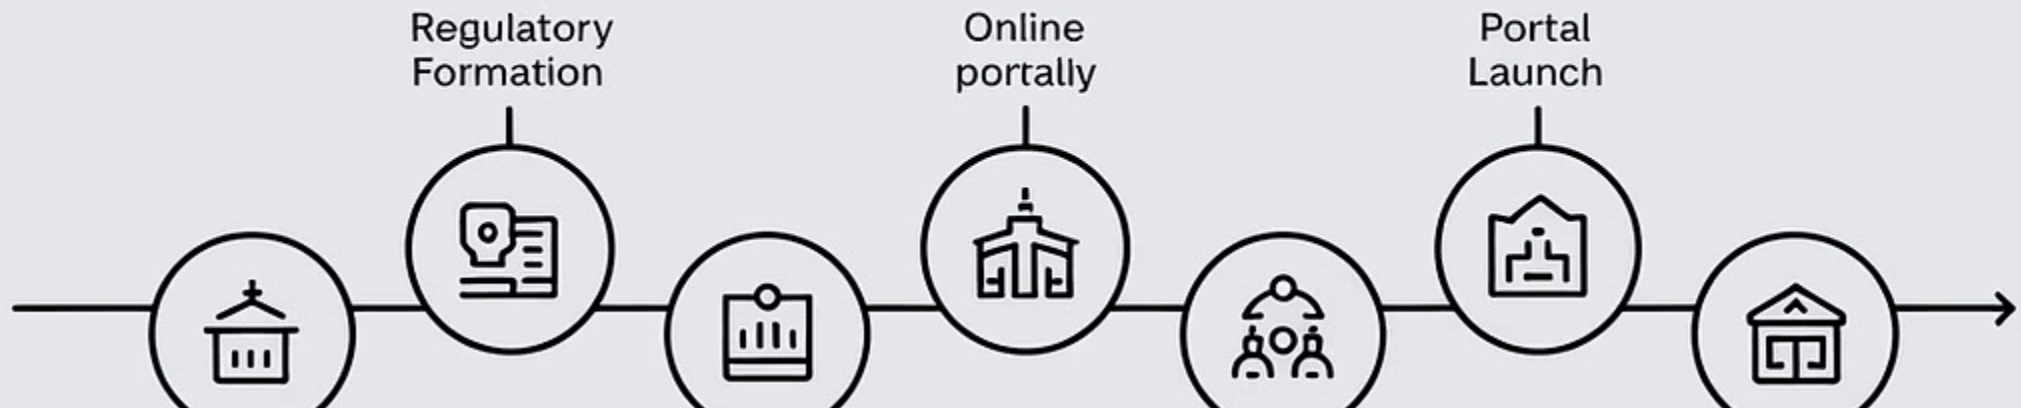 Regulatory
Formation
Online
portally
Portal
Launch